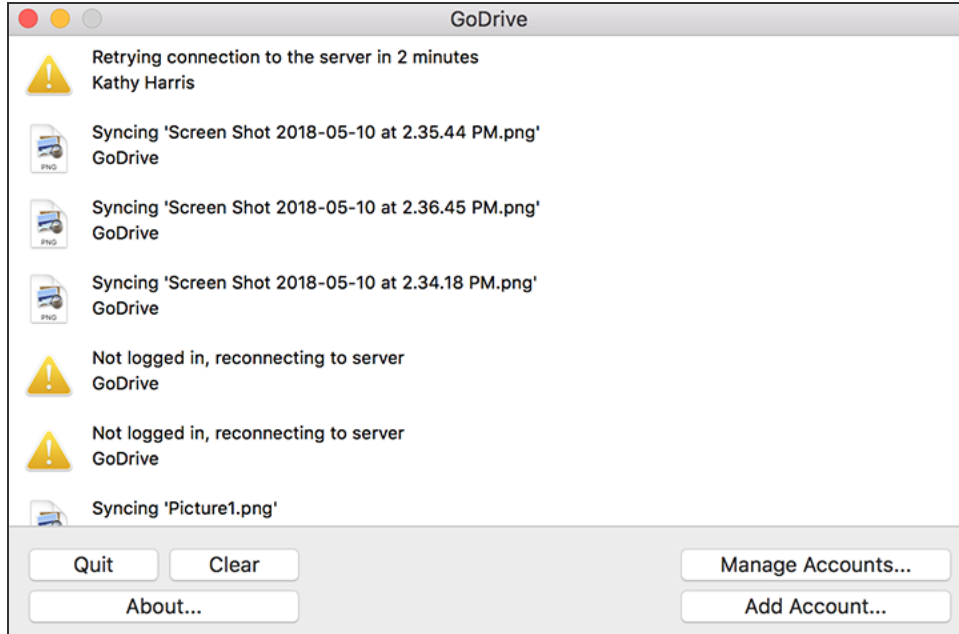 GoDrive
Retrying connection to the server in 2 minutes
Kathy Harris
PNG
Syncing 'Screen Shot 2018-05-10 at 2.35.44 PM.png'
GoDrive
PNG
Syncing 'Screen Shot 2018-05-10 at 2.36.45 PM.png'
GoDrive
PNG
Syncing 'Screen Shot 2018-05-10 at 2.34.18 PM.png'
GoDrive
Not logged in, reconnecting to server
GoDrive
Not logged in, reconnecting to server
GoDrive
Syncing 'Picture1.png'
Quit
Clear
Manage Accounts...
About...
Add Account...